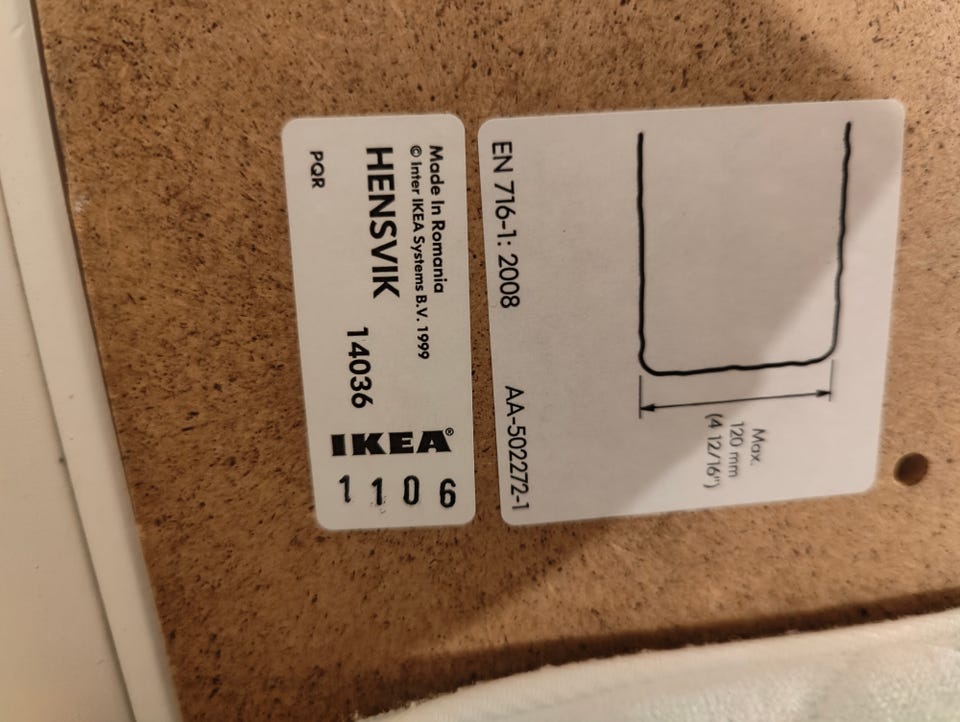 Made in Romania
© Inter IKEA Systems B.V. 1999
HENSVIK 14036
PQR
IKEA®
1106
Max.
120 mm
(4 12/16")
EN 716-1: 2008 AA-502272-1